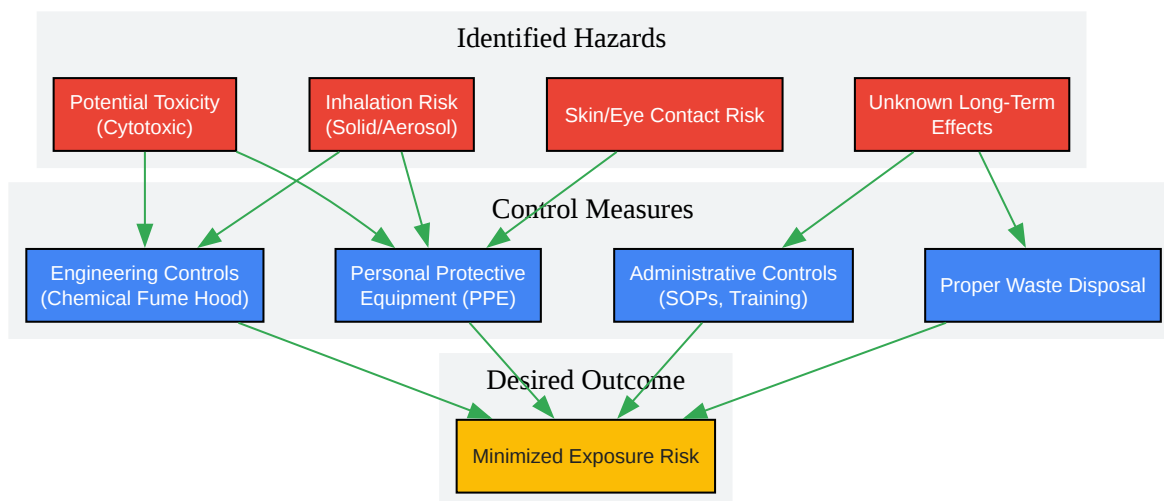 Identified Hazards
Potential Toxicity
(Cytotoxic)
Inhalation Risk
(Solid/Aerosol)
Skin/Eye Contact Risk
Unknown Long-Term
Effects
Control Measures
Engineering Controls
(Chemical Fume Hood)
Personal Protective
Equipment (PPE)
Administrative Controls
(SOPs, Training)
Proper Waste Disposal
Desired Outcome
Minimized Exposure Risk